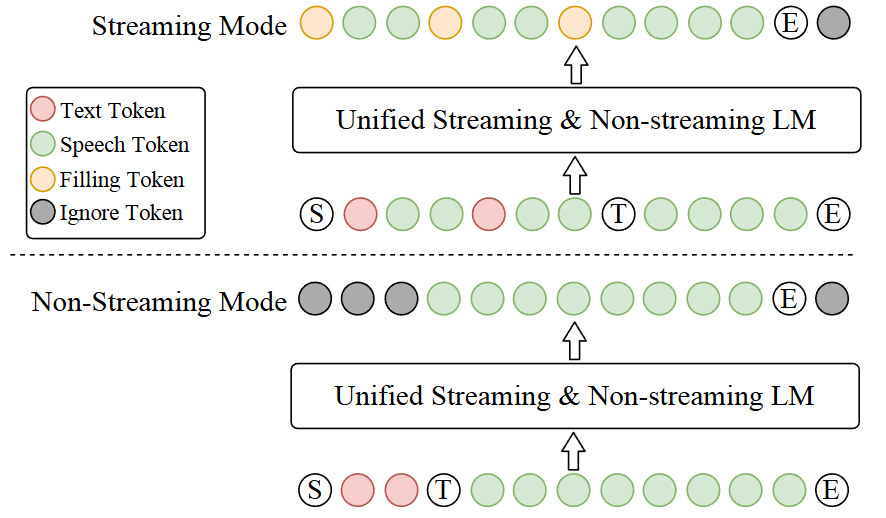 Streaming Mode
E
Text Token
Speech Token
Filling Token
Ignore Token
Unified Streaming & Non-streaming LM
S T E
Non-Streaming Mode
E
Unified Streaming & Non-streaming LM
S T E